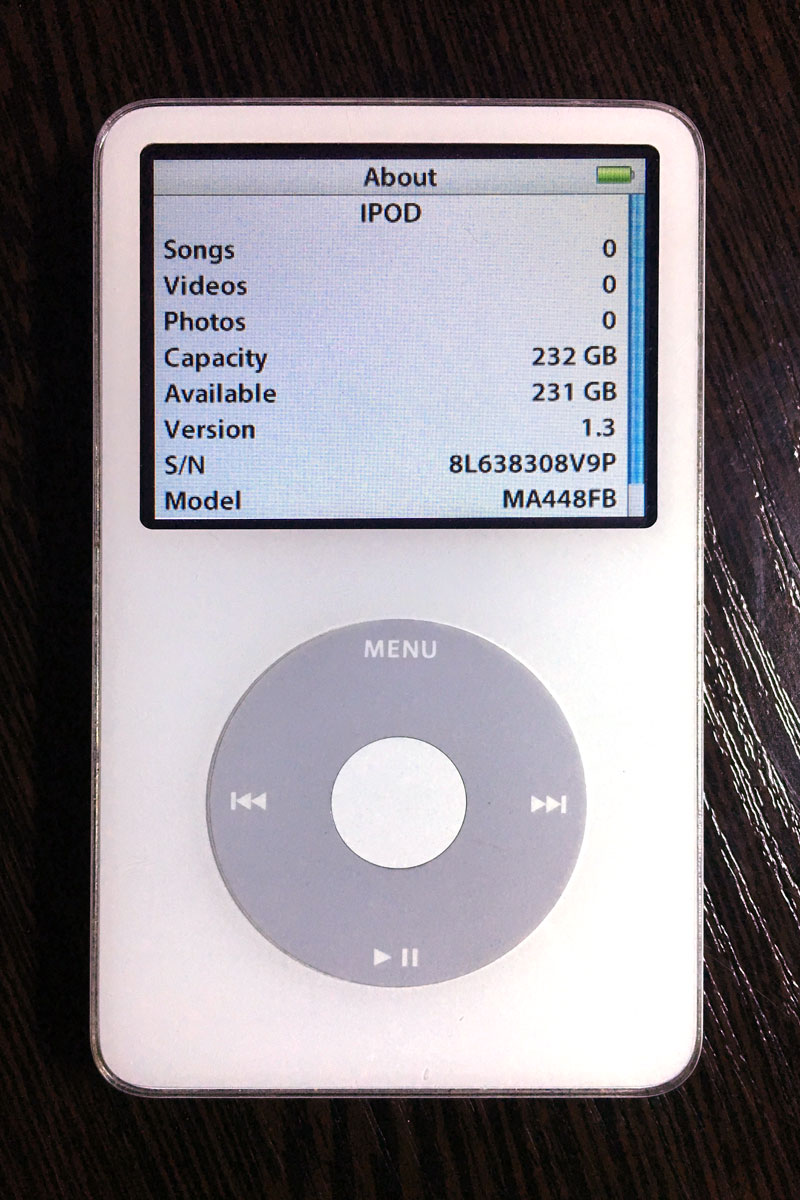 About
IPOD
Songs 0
Videos 0
Photos 0
Capacity 232 GB
Available 231 GB
Version 1.3
S/N 8L638308V9P
Model MA448FB
MENU